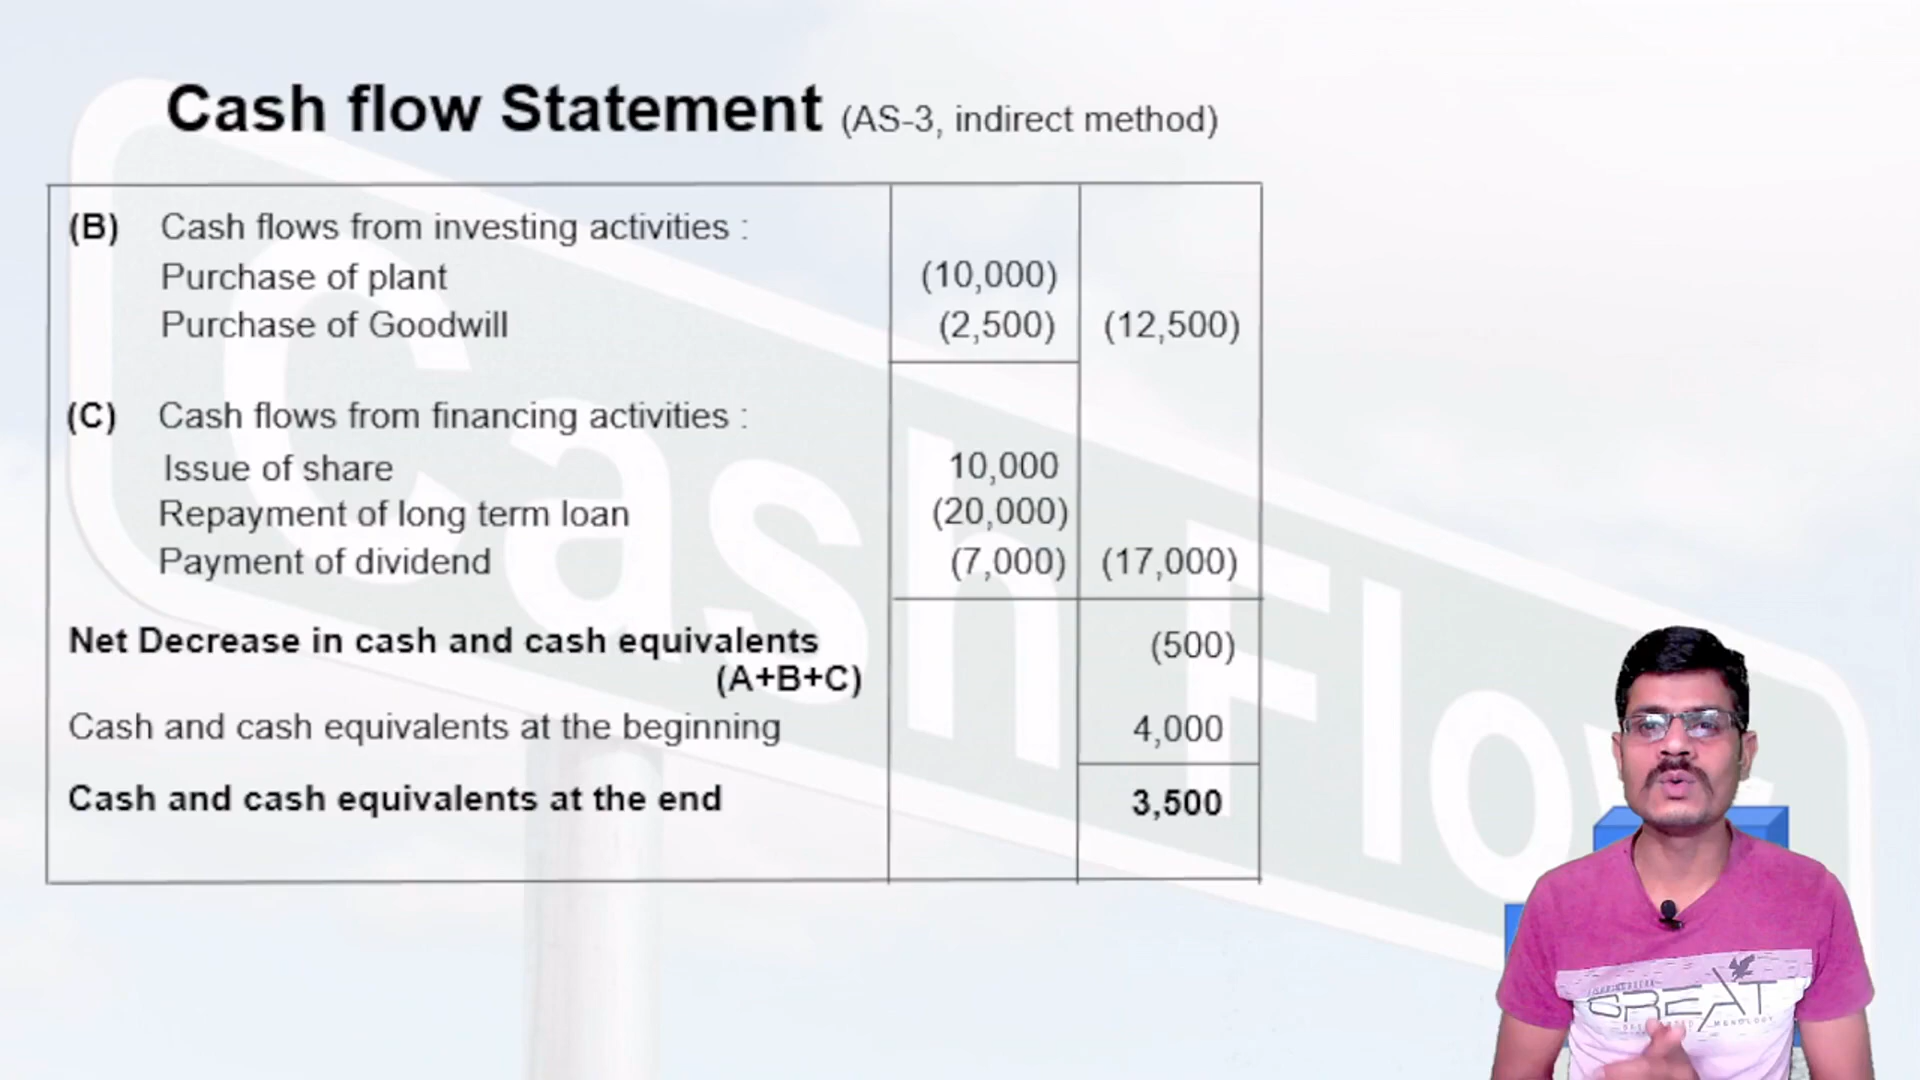 Cash flow Statement (AS-3, indirect method)
(B) Cash flows from investing activities :
Purchase of plant (10,000)
Purchase of Goodwill (2,500) (12,500)
(C) Cash flows from financing activities :
Issue of share 10,000
Repayment of long term loan (20,000)
Payment of dividend (7,000) (17,000)
Net Decrease in cash and cash equivalents (500)
(A+B+C)
Cash and cash equivalents at the beginning 4,000
Cash and cash equivalents at the end 3,500
Cash Flow
GREAT